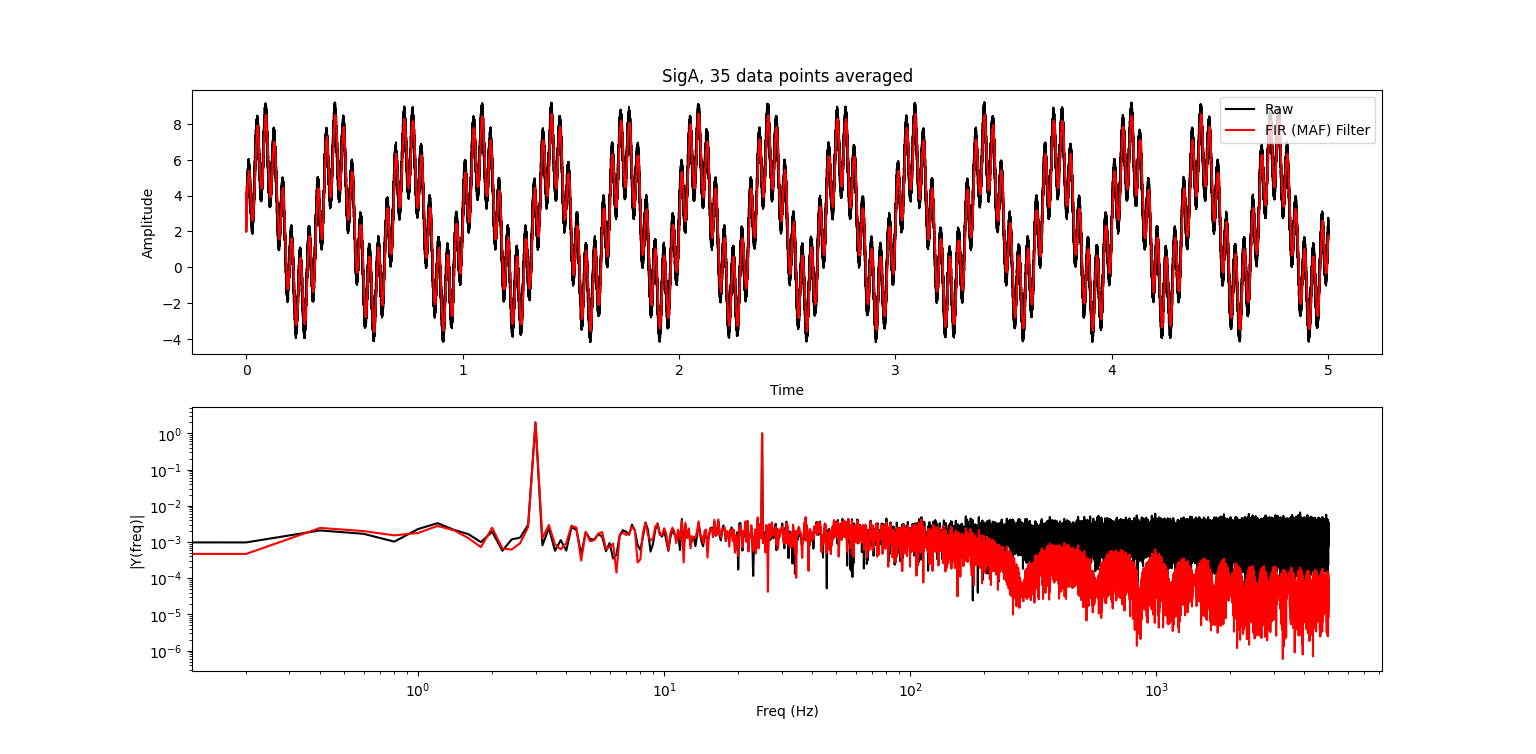 SigA, 35 data points averaged
Raw
FIR (MAF) Filter
Amplitude
8
6
4
2
0
−2
−4
0 1 2 3 4 5
Time
|Y(freq)|
10⁰
10⁻¹
10⁻²
10⁻³
10⁻⁴
10⁻⁵
10⁻⁶
10⁰ 10¹ 10² 10³
Freq (Hz)